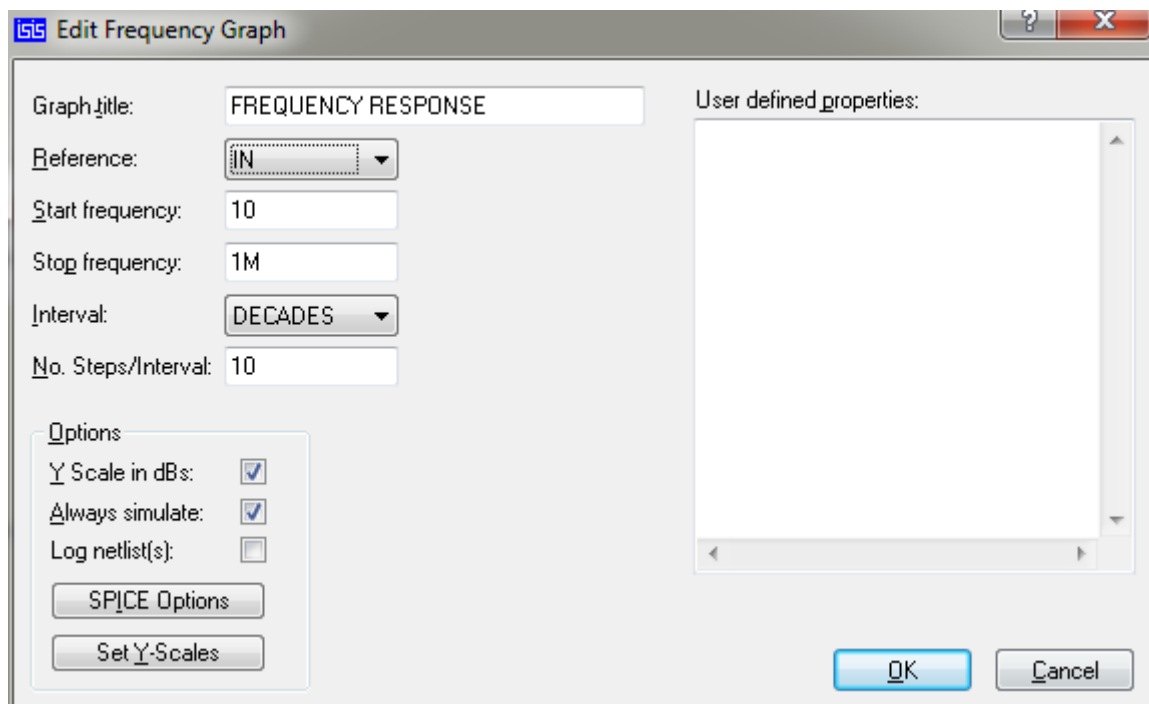 isis Edit Frequency Graph ? X
Graph title: FREQUENCY RESPONSE
User defined properties:
Reference: IN
Start frequency: 10
Stop frequency: 1M
Interval: DECADES
No. Steps/Interval: 10
Options
Y Scale in dBs:
Always simulate:
Log netlist(s):
SPICE Options
Set Y-Scales
OK Cancel